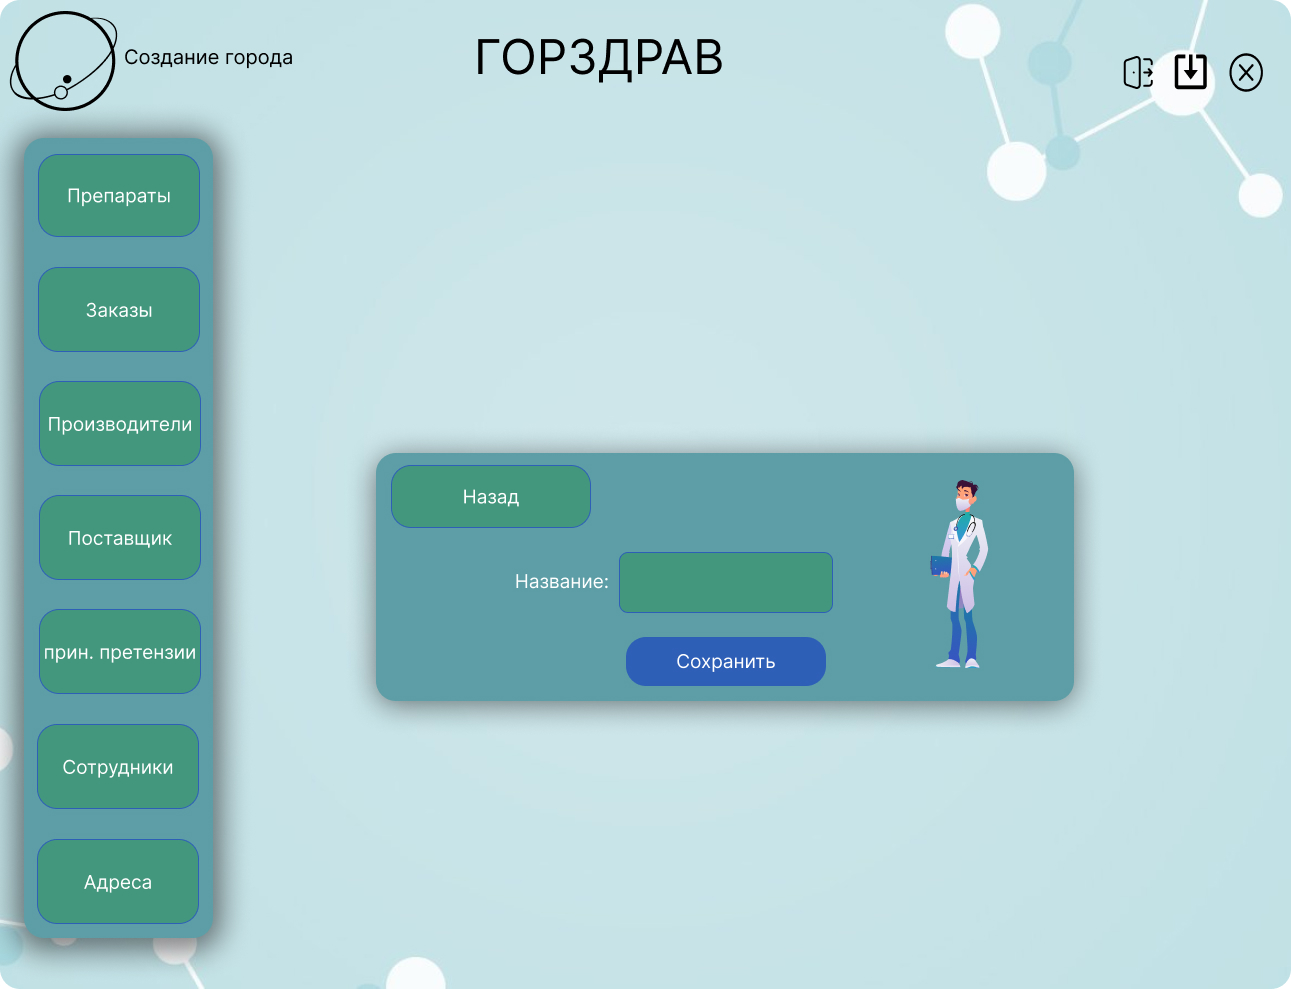 Создание города
ГОРЗДРАВ
Препараты
Заказы
Производители
Поставщик
прин. претензии
Сотрудники
Адреса
Назад
Название:
Сохранить